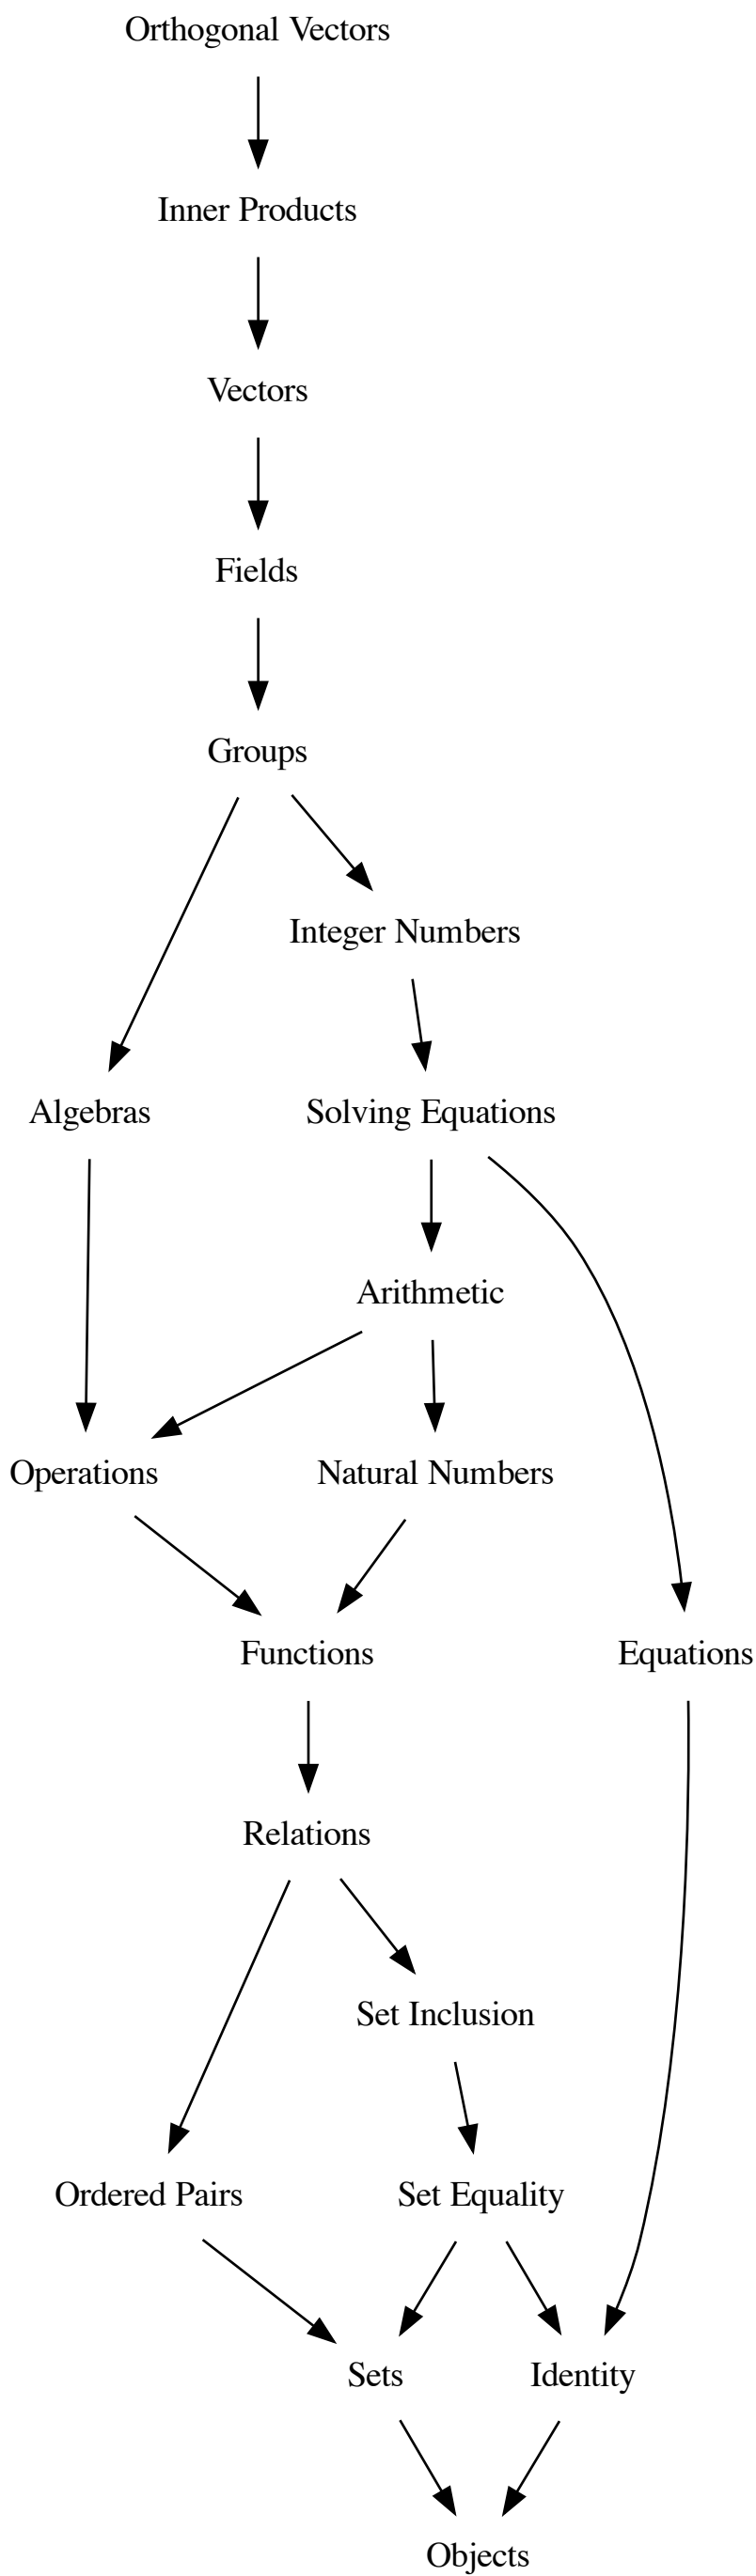 Orthogonal Vectors
Inner Products
Vectors
Fields
Groups
Integer Numbers
Algebras
Solving Equations
Arithmetic
Operations
Natural Numbers
Functions
Equations
Relations
Set Inclusion
Ordered Pairs
Set Equality
Sets
Identity
Objects